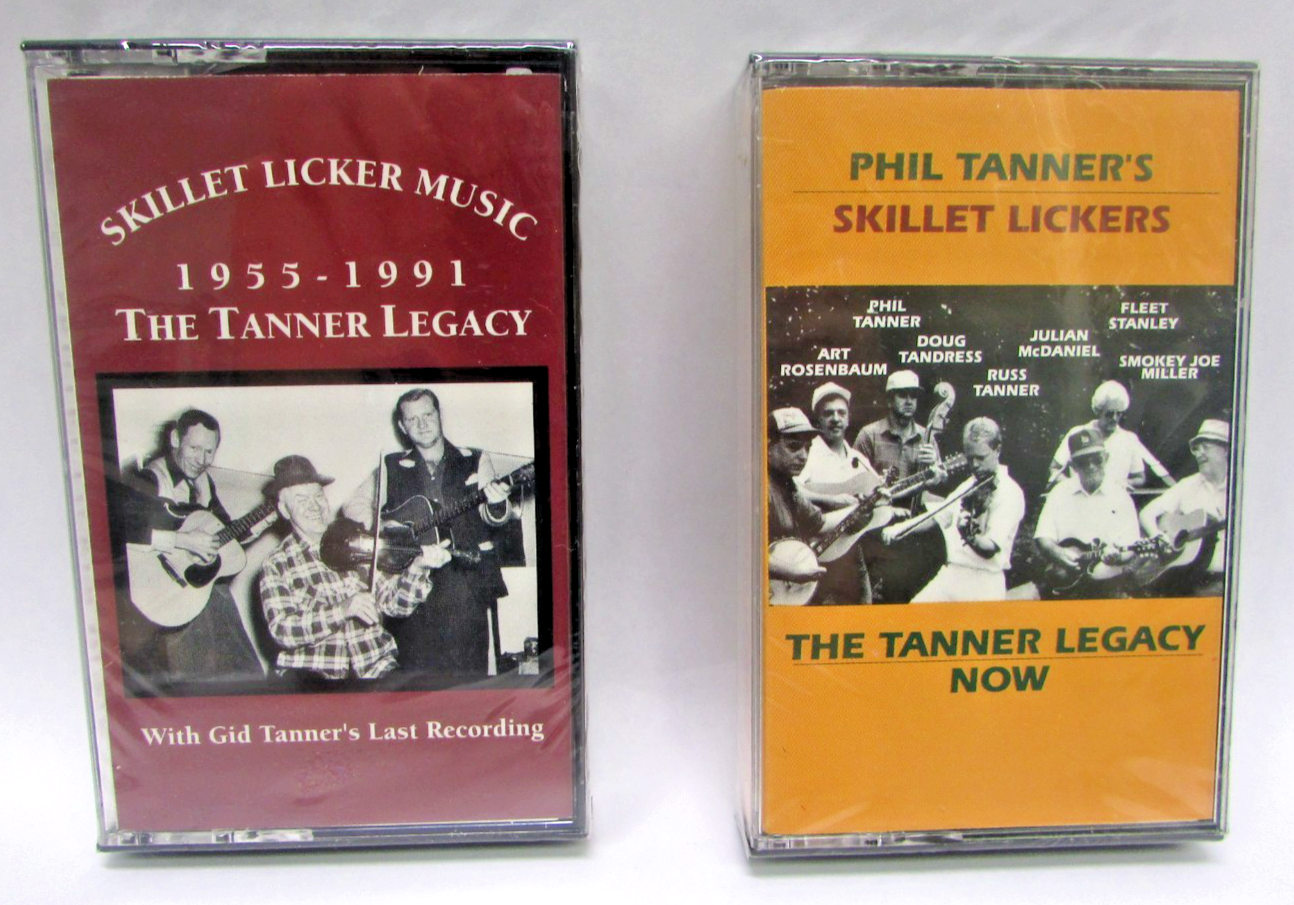 SKILLET LICKER MUSIC
1955-1991
THE TANNER LEGACY
With Gid Tanner's Last Recording
PHIL TANNER'S
SKILLET LICKERS
PHIL
TANNER
FLEET
STANLEY
ART
ROSENBAUM
DOUG
TANDRESS
JULIAN
McDANIEL
RUSS
TANNER
SMOKEY JOE
MILLER
THE TANNER LEGACY
NOW